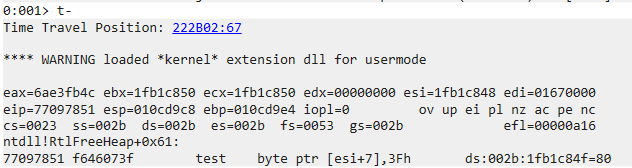 0:001> t-
Time Travel Position: 222B02:67
**** WARNING loaded *kernel* extension dll for usermode
eax=6ae3fb4c ebx=1fb1c850 ecx=1fb1c850 edx=00000000 esi=1fb1c848 edi=01670000
eip=77097851 esp=010cd9c8 ebp=010cd9e4 iopl=0         ov up ei pl nz ac pe nc
cs=0023  ss=002b  ds=002b  es=002b  fs=0053  gs=002b             efl=00000a16
ntdll!RtlFreeHeap+0x61:
77097851 f646073f        test    byte ptr [esi+7],3Fh       ds:002b:1fb1c84f=80